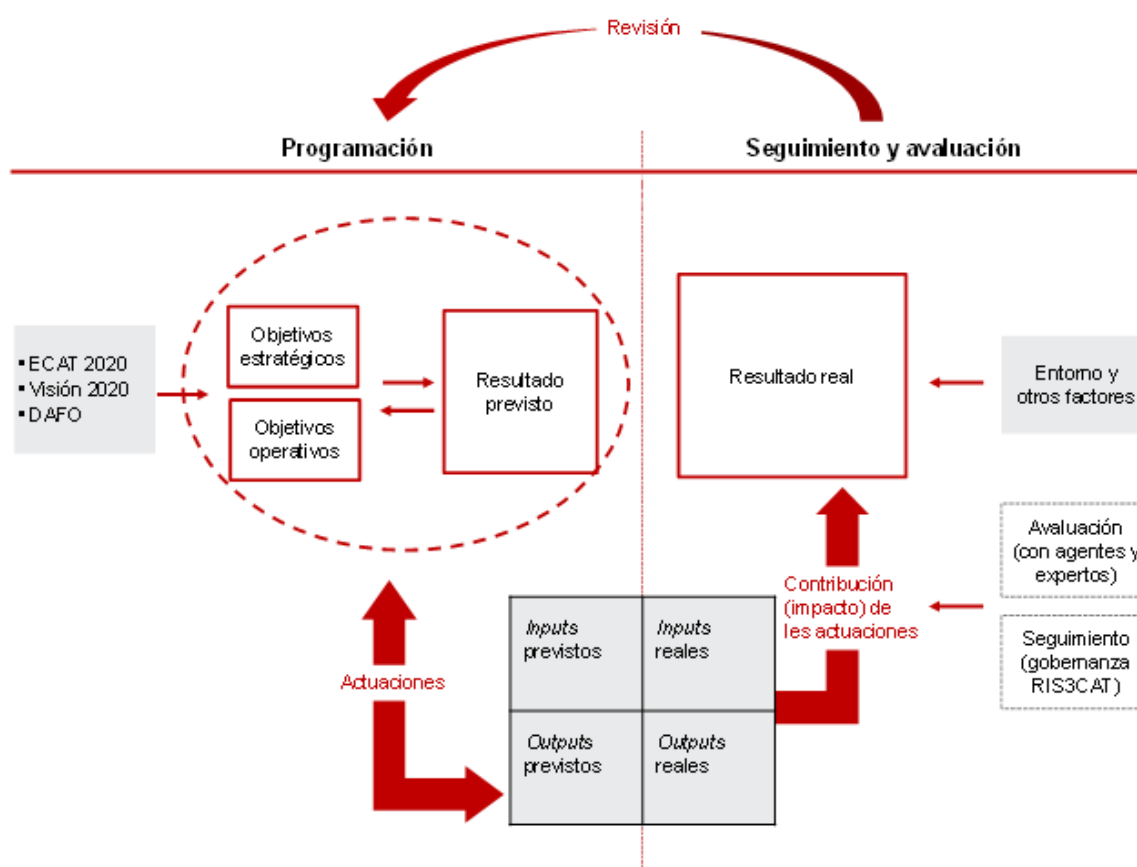 Revisión
Programación
Seguimiento y avaluación
▪ ECAT 2020
▪ Visión 2020
▪ DAFO
Objetivos
estratégicos
Objetivos
operativos
Resultado
previsto
Resultado real
Entorno y
otros factores
Avaluación
(con agentes y
expertos)
Seguimiento
(gobernanza
RIS3CAT)
Contribución
(impacto) de
les actuaciones
Actuaciones
Inputs
previstos
Inputs
reales
Outputs
previstos
Outputs
reales